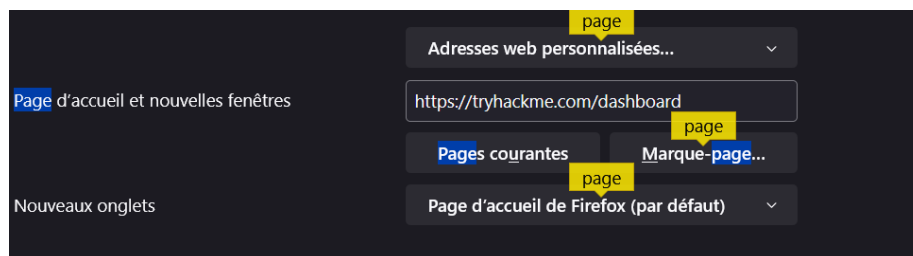 page
Adresses web personnalisées...
Page d'accueil et nouvelles fenêtres
https://tryhackme.com/dashboard
page
Pages courantes
Marque-page...
page
Nouveaux onglets
Page d'accueil de Firefox (par défaut)